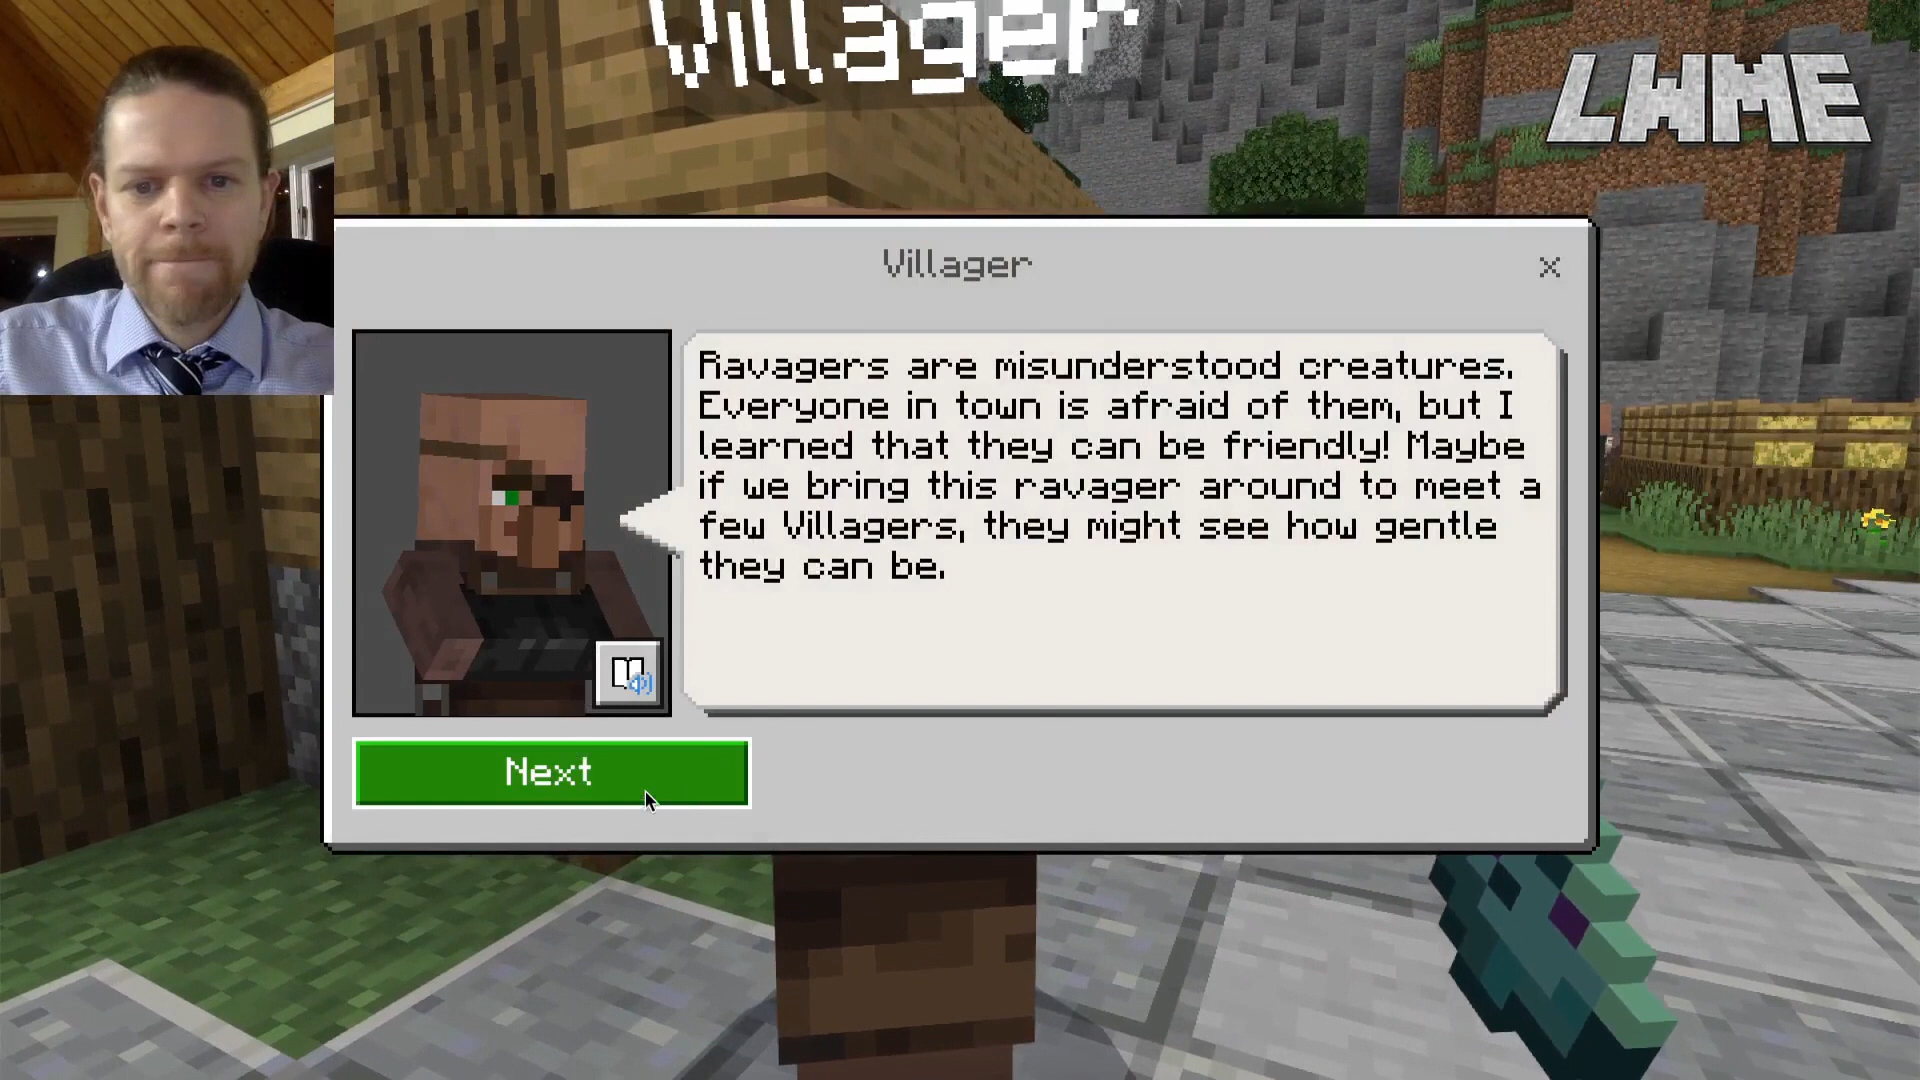 Villager
LWME
Villager
Ravagers are misunderstood creatures.
Everyone in town is afraid of them, but I
learned that they can be friendly! Maybe
if we bring this ravager around to meet a
few Villagers, they might see how gentle
they can be.
Next